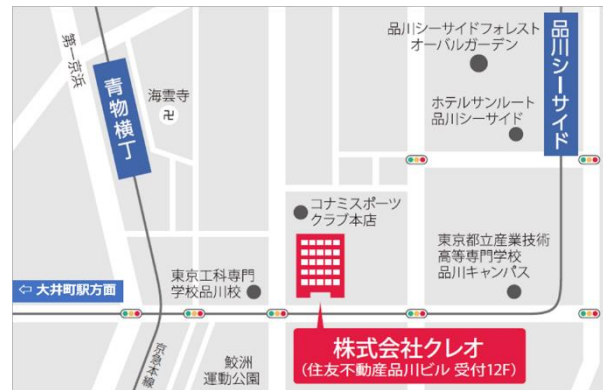 第一京浜
青物横丁
海雲寺
卍
品川シーサイドフォレスト
オーバルガーデン
ホテルサンルート
品川シーサイド
品川シーサイド
コナミスポーツ
クラブ本店
東京都立産業技術
高等専門学校
品川キャンパス
東京工科専門
学校品川校
⇦ 大井町駅方面
京急本線
鮫洲
運動公園
株式会社クレオ
(住友不動産品川ビル 受付12F)